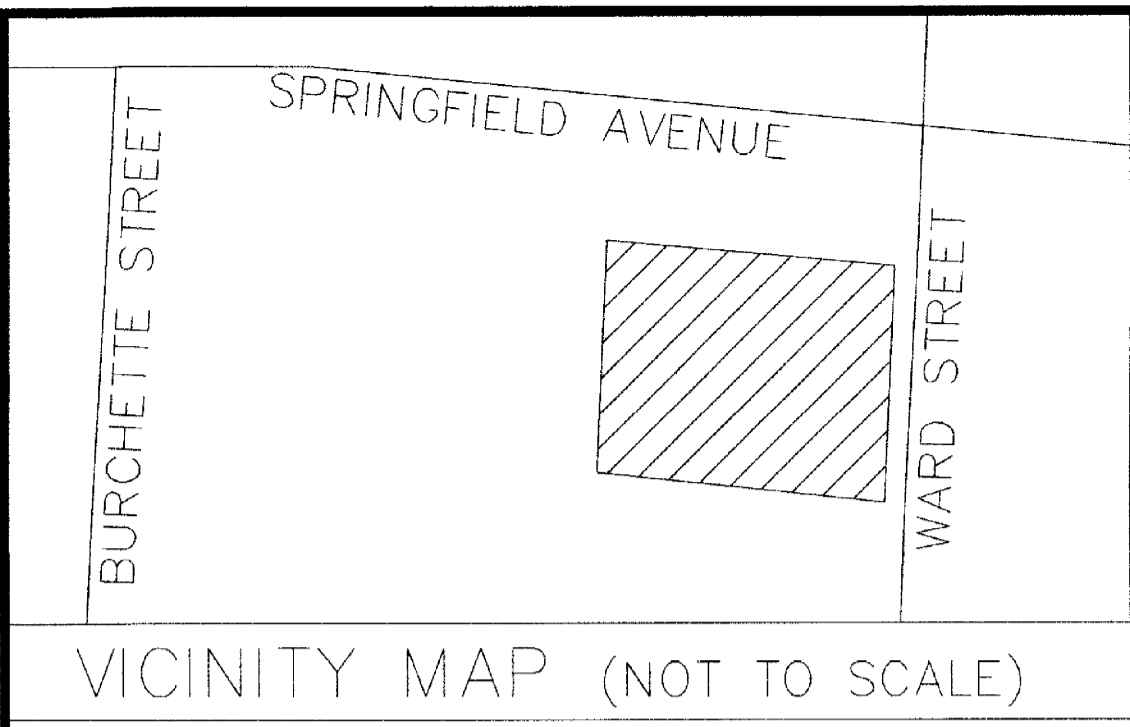 SPRINGFIELD AVENUE
BURCHETTE STREET
WARD STREET
VICINITY MAP (NOT TO SCALE)